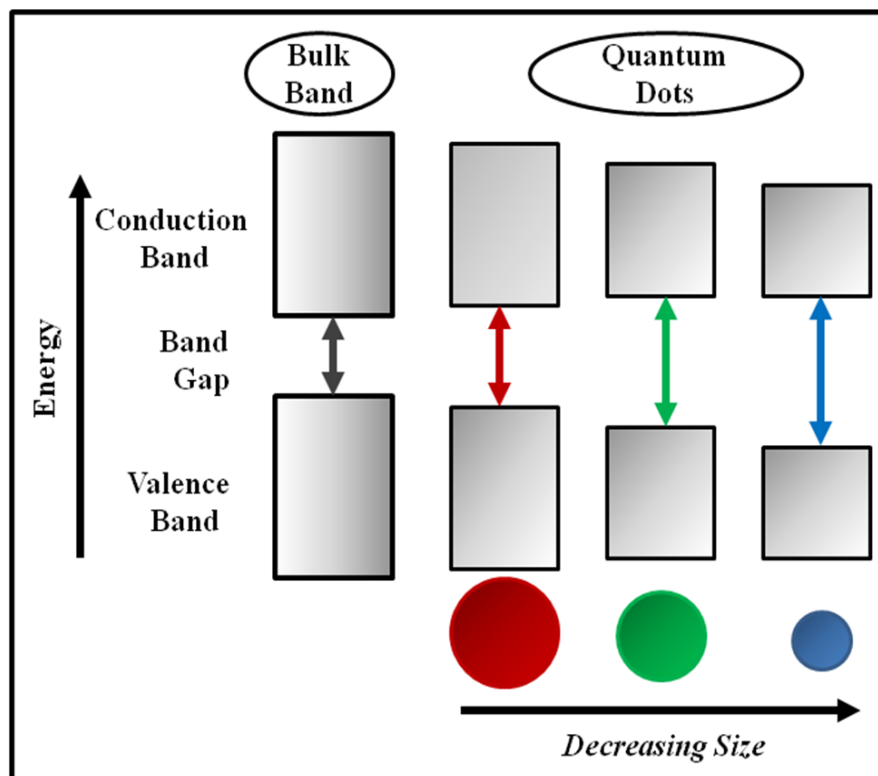 Bulk
Band
Quantum
Dots
Conduction
Band
Band
Gap
Energy
Valence
Band
Decreasing Size